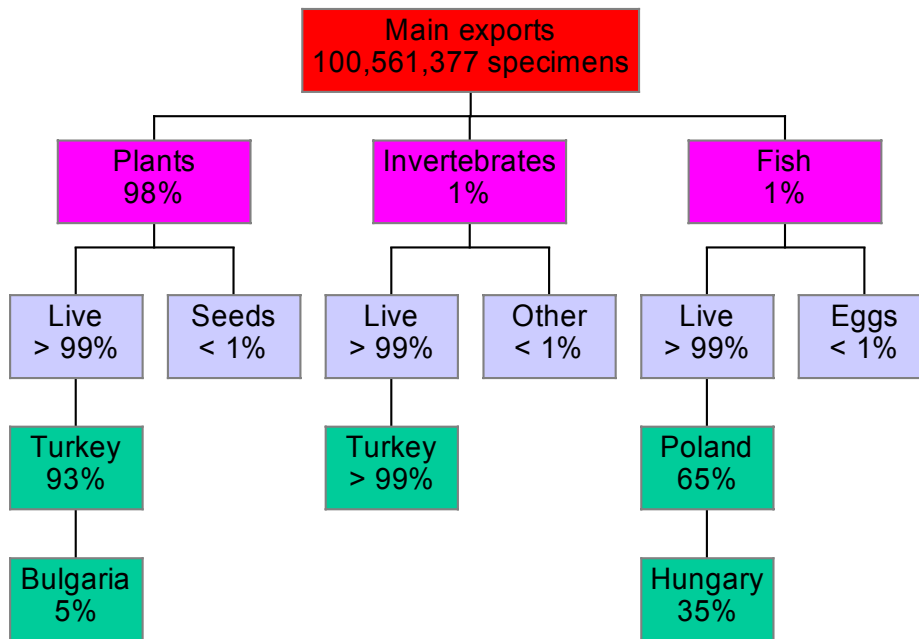 Main exports
100,561,377 specimens
Plants
98%
Invertebrates
1%
Fish
1%
Live
> 99%
Seeds
< 1%
Live
> 99%
Other
< 1%
Live
> 99%
Eggs
< 1%
Turkey
93%
Turkey
> 99%
Poland
65%
Bulgaria
5%
Hungary
35%